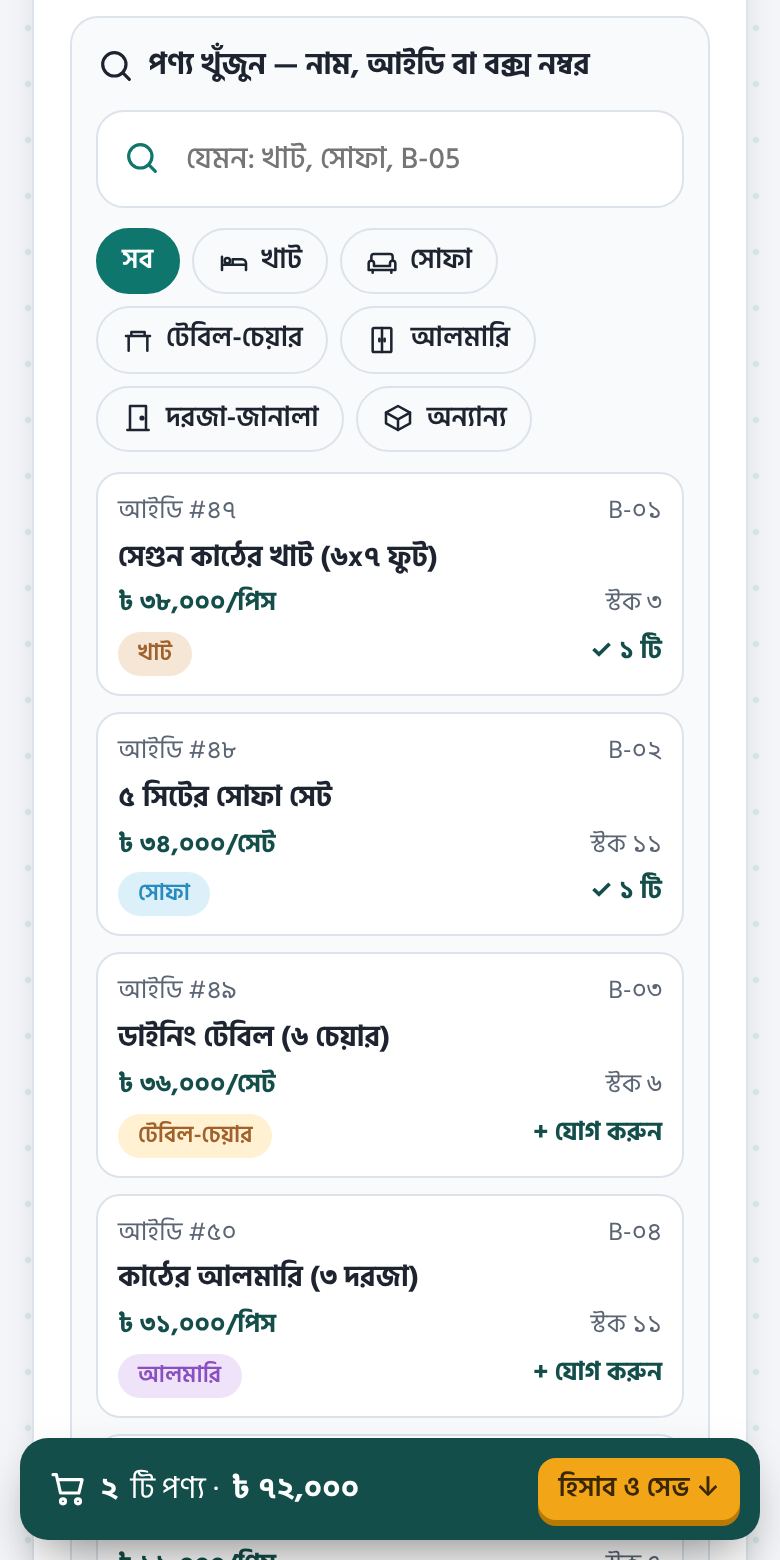 পণ্য খুঁজুন — নাম, আইডি বা বক্স নম্বর
যেমন: খাট, সোফা, B-05
সব খাট সোফা
টেবিল-চেয়ার আলমারি
দরজা-জানালা অন্যান্য
আইডি #৪৭ B-০১
সেগুন কাঠের খাট (৬x৭ ফুট)
৳ ৩৮,০০০/পিস স্টক ৩
খাট ✓ ১ টি
আইডি #৪৮ B-০২
৫ সিটের সোফা সেট
৳ ৩৪,০০০/সেট স্টক ১১
সোফা ✓ ১ টি
আইডি #৪৯ B-০৩
ডাইনিং টেবিল (৬ চেয়ার)
৳ ৩৬,০০০/সেট স্টক ৬
টেবিল-চেয়ার + যোগ করুন
আইডি #৫০ B-০৪
কাঠের আলমারি (৩ দরজা)
৳ ৩১,০০০/পিস স্টক ১১
আলমারি + যোগ করুন
২ টি পণ্য · ৳ ৭২,০০০ হিসাব ও সেভ ↓